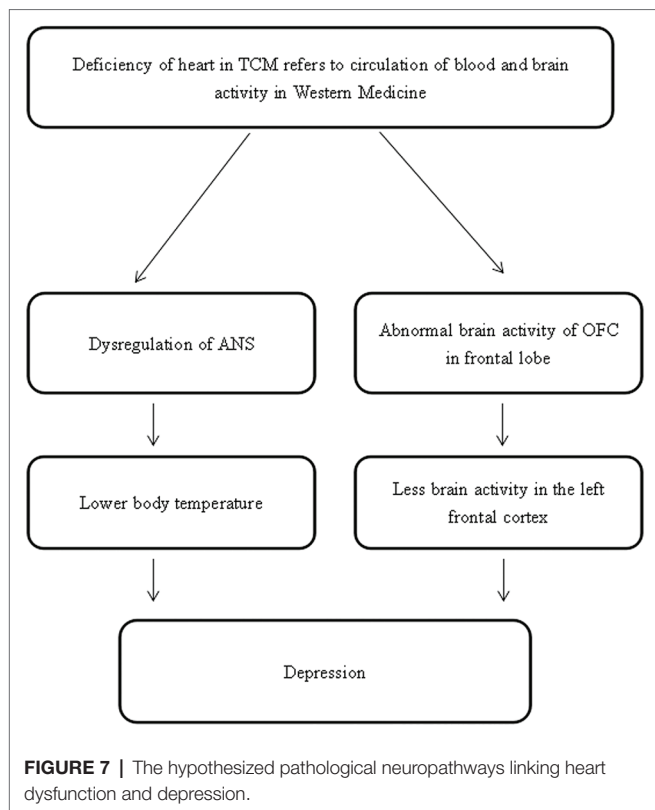 Deficiency of heart in TCM refers to circulation of blood and brain
activity in Western Medicine
Dysregulation of ANS
Abnormal brain activity of OFC
in frontal lobe
Lower body temperature
Less brain activity in the left
frontal cortex
Depression
FIGURE 7 | The hypothesized pathological neuropathways linking heart
dysfunction and depression.